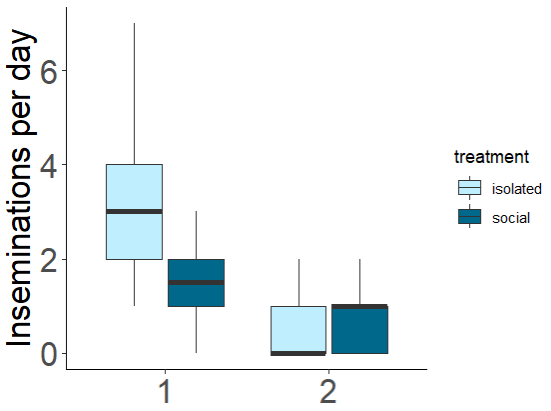 Inseminations per day
6
4
2
0
1 2
treatment
isolated
social